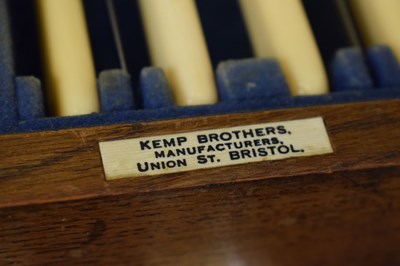 KEMP BROTHERS,
MANUFACTURERS,
UNION ST. BRISTOL.